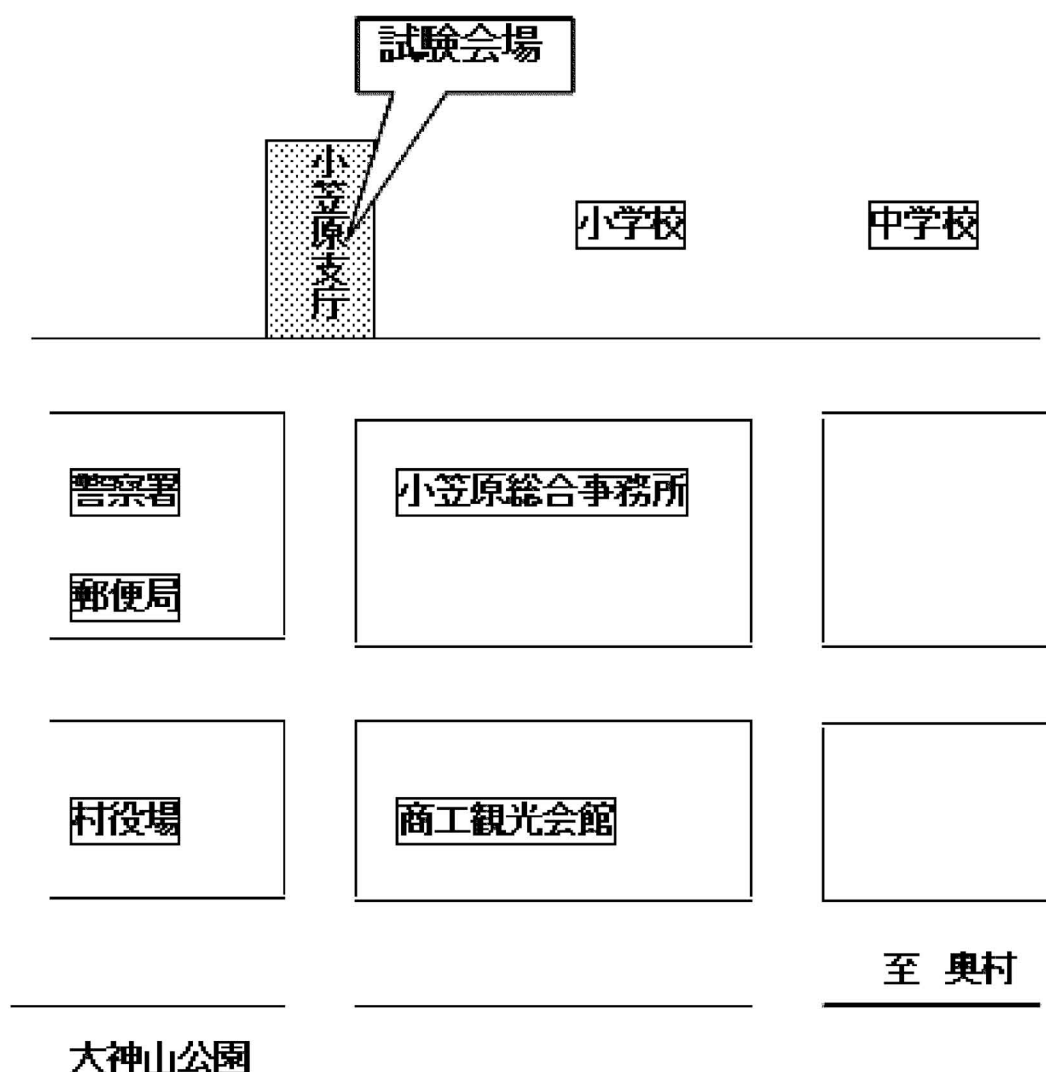 試験会場
小笠原支庁
小学校
中学校
警察署
小笠原総合事務所
郵便局
村役場
商工観光会館
至 奥村
大神山公園